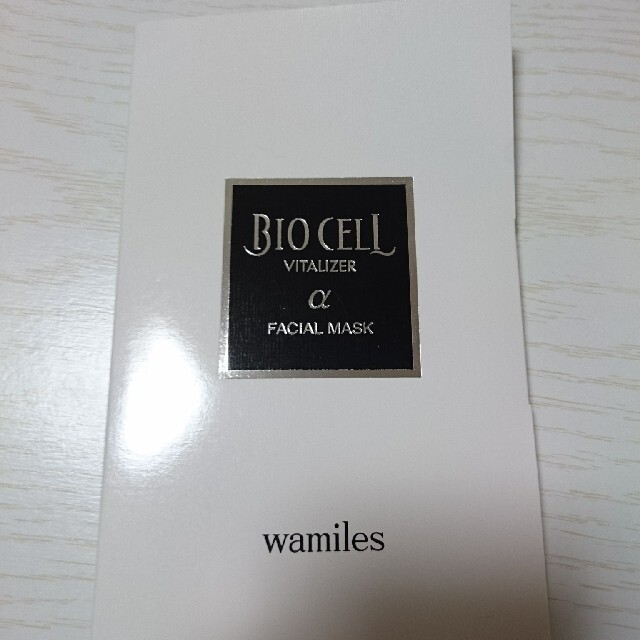 BIO CELL
VITALIZER
α
FACIAL MASK
wamiles